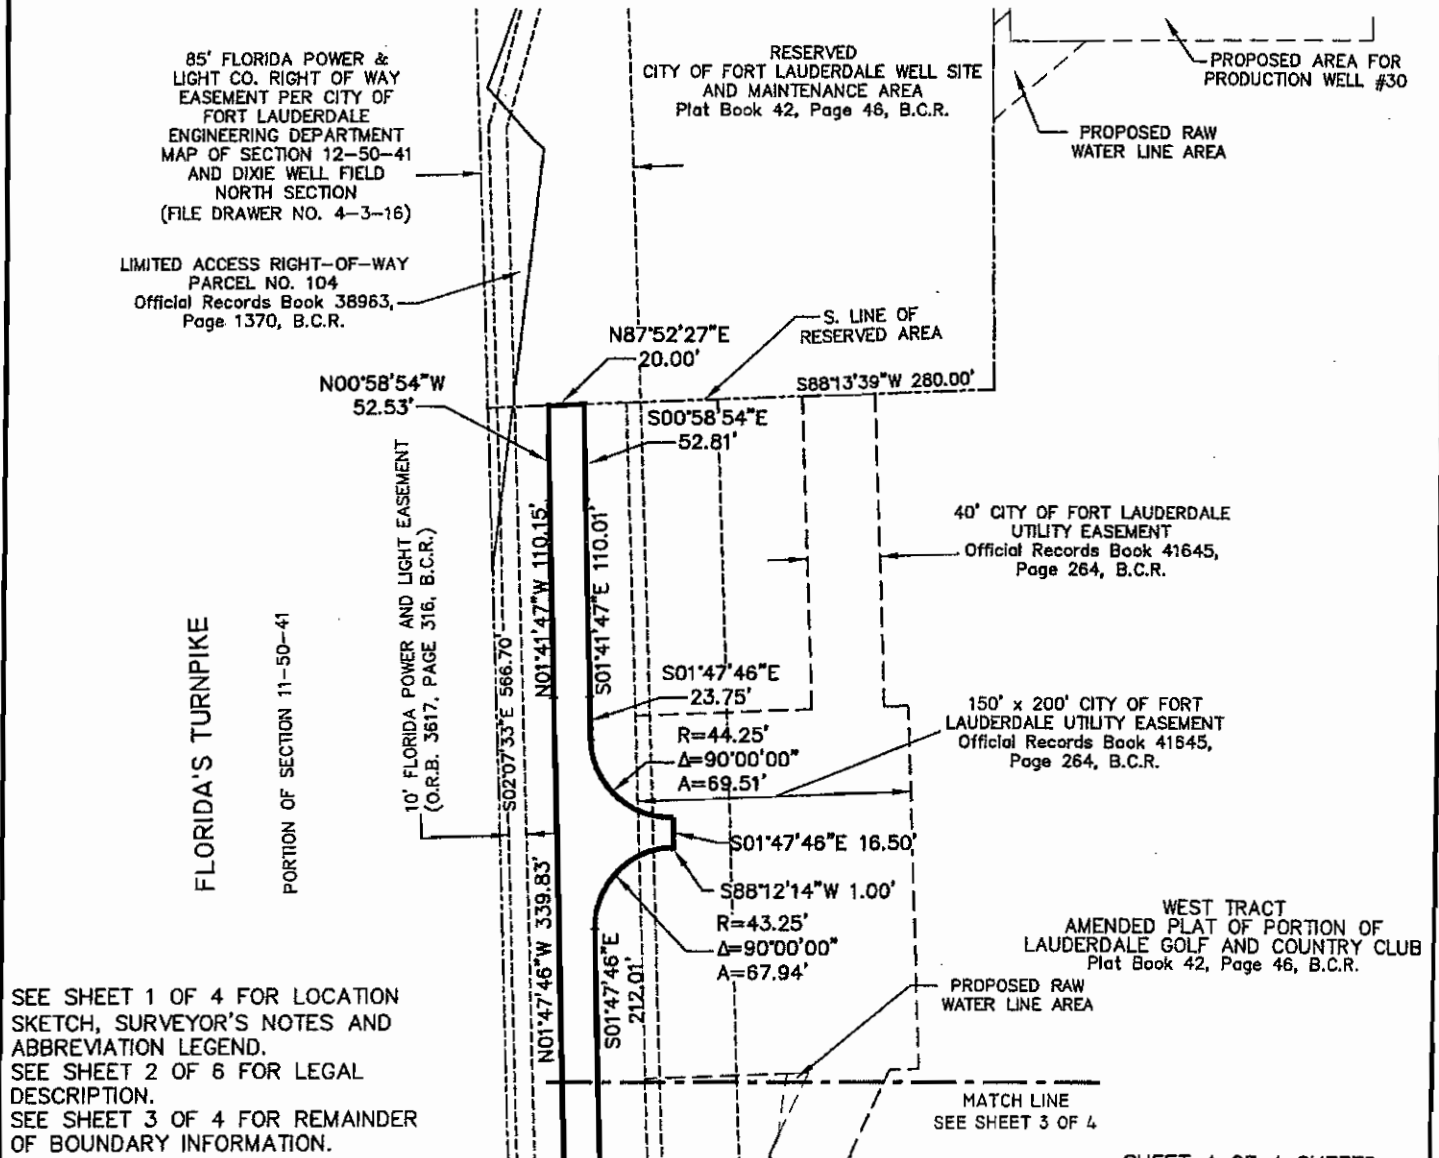 85' FLORIDA POWER &
LIGHT CO. RIGHT OF WAY
EASEMENT PER CITY OF
FORT LAUDERDALE
ENGINEERING DEPARTMENT
MAP OF SECTION 12-50-41
AND DIXIE WELL FIELD
NORTH SECTION
(FILE DRAWER NO. 4-3-16)
RESERVED
CITY OF FORT LAUDERDALE WELL SITE
AND MAINTENANCE AREA
Plat Book 42, Page 46, B.C.R.
PROPOSED AREA FOR
PRODUCTION WELL #30
PROPOSED RAW
WATER LINE AREA
LIMITED ACCESS RIGHT-OF-WAY
PARCEL NO. 104
Official Records Book 38963,
Page 1370, B.C.R.
N87°52'27"E
20.00'
S. LINE OF
RESERVED AREA
N00°58'54"W
52.53'
S88°13'39"W 280.00'
S00°58'54"E
52.81'
10' FLORIDA POWER AND LIGHT EASEMENT
(O.R.B. 3617, PAGE 316, B.C.R.)
S02°07'33"E 566.70'
N01°41'47"W 110.15'
S01°41'47"E 110.01'
40' CITY OF FORT LAUDERDALE
UTILITY EASEMENT
Official Records Book 41645,
Page 264, B.C.R.
FLORIDA'S TURNPIKE
PORTION OF SECTION 11-50-41
S01°47'46"E
23.75'
R=44.25'
Δ=90°00'00"
A=69.51'
150' x 200' CITY OF FORT
LAUDERDALE UTILITY EASEMENT
Official Records Book 41645,
Page 264, B.C.R.
S01°47'46"E 16.50'
S88°12'14"W 1.00'
R=43.25'
Δ=90°00'00"
A=67.94'
N01°47'46"W 339.83'
S01°47'46"E
212.01'
WEST TRACT
AMENDED PLAT OF PORTION OF
LAUDERDALE GOLF AND COUNTRY CLUB
Plat Book 42, Page 46, B.C.R.
PROPOSED RAW
WATER LINE AREA
SEE SHEET 1 OF 4 FOR LOCATION
SKETCH, SURVEYOR'S NOTES AND
ABBREVIATION LEGEND.
SEE SHEET 2 OF 6 FOR LEGAL
DESCRIPTION.
SEE SHEET 3 OF 4 FOR REMAINDER
OF BOUNDARY INFORMATION.
MATCH LINE
SEE SHEET 3 OF 4